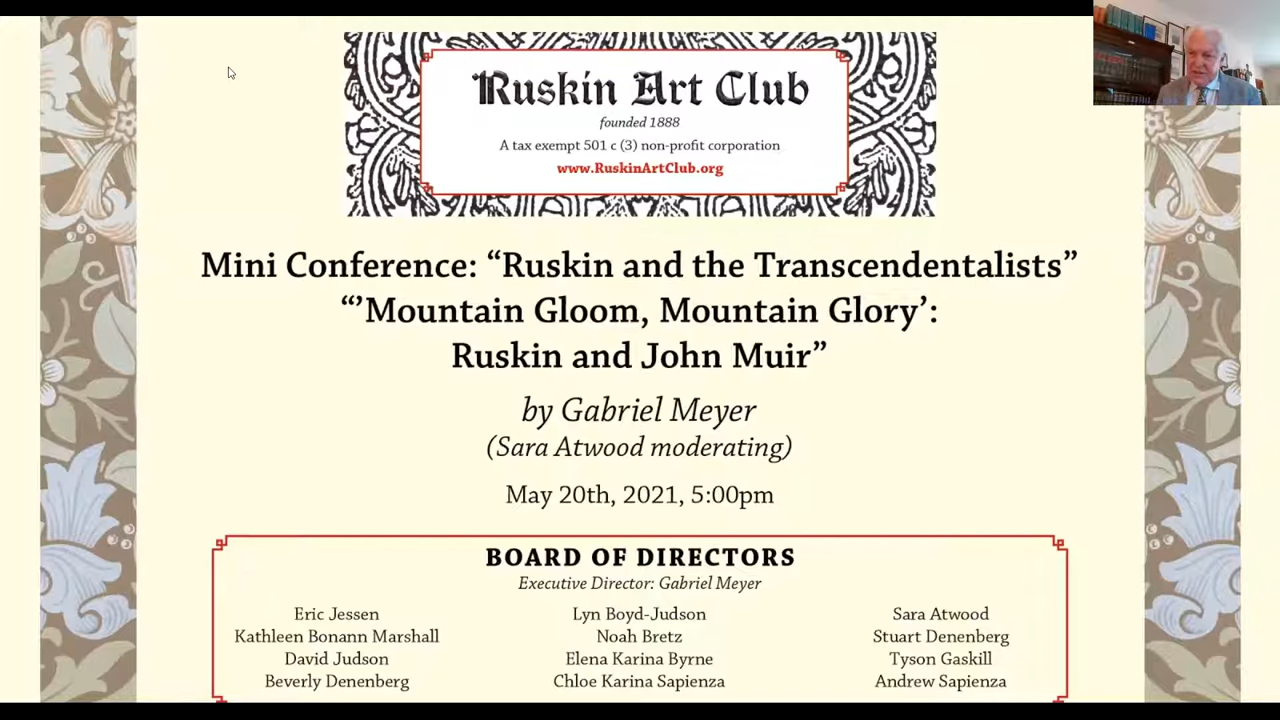 Ruskin Art Club
founded 1888
A tax exempt 501 c (3) non-profit corporation
www.RuskinArtClub.org
Mini Conference: “Ruskin and the Transcendentalists”
“’Mountain Gloom, Mountain Glory’:
Ruskin and John Muir”
by Gabriel Meyer
(Sara Atwood moderating)
May 20th, 2021, 5:00pm
BOARD OF DIRECTORS
Executive Director: Gabriel Meyer
Eric Jessen
Kathleen Bonann Marshall
David Judson
Beverly Denenberg
Lyn Boyd-Judson
Noah Bretz
Elena Karina Byrne
Chloe Karina Sapienza
Sara Atwood
Stuart Denenberg
Tyson Gaskill
Andrew Sapienza